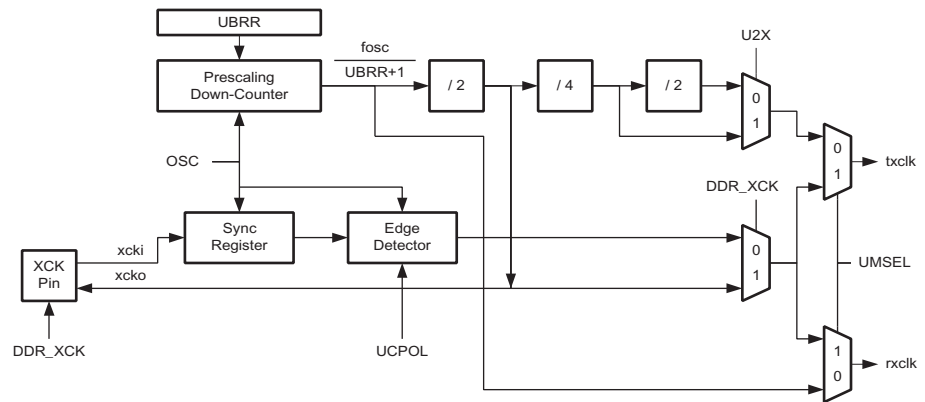 UBRR
U2X
fosc
UBRR+1
Prescaling
Down-Counter
/ 2
/ 4
/ 2
0
1
OSC
0
1
txclk
DDR_XCK
Sync
Register
Edge
Detector
xcki
0
1
XCK
Pin
xcko
UMSEL
DDR_XCK
UCPOL
1
0
rxclk